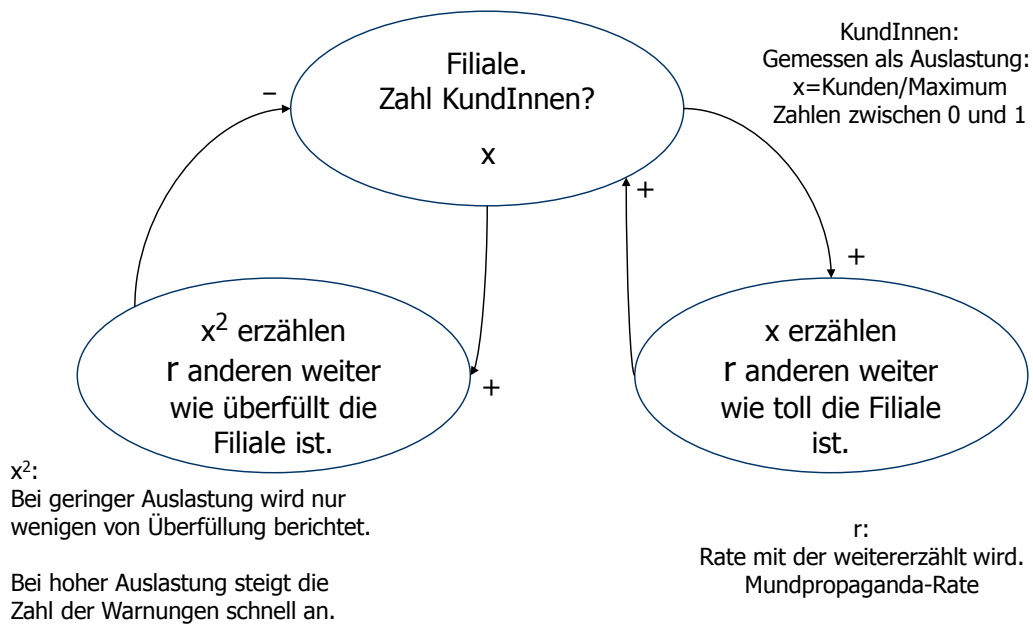 Filiale.
Zahl KundInnen?
x
KundInnen:
Gemessen als Auslastung:
x=Kunden/Maximum
Zahlen zwischen 0 und 1
–
+
+
+
x² erzählen
r anderen weiter
wie überfüllt die
Filiale ist.
x erzählen
r anderen weiter
wie toll die Filiale
ist.
x²:
Bei geringer Auslastung wird nur
wenigen von Überfüllung berichtet.
Bei hoher Auslastung steigt die
Zahl der Warnungen schnell an.
r:
Rate mit der weitererzählt wird.
Mundpropaganda-Rate